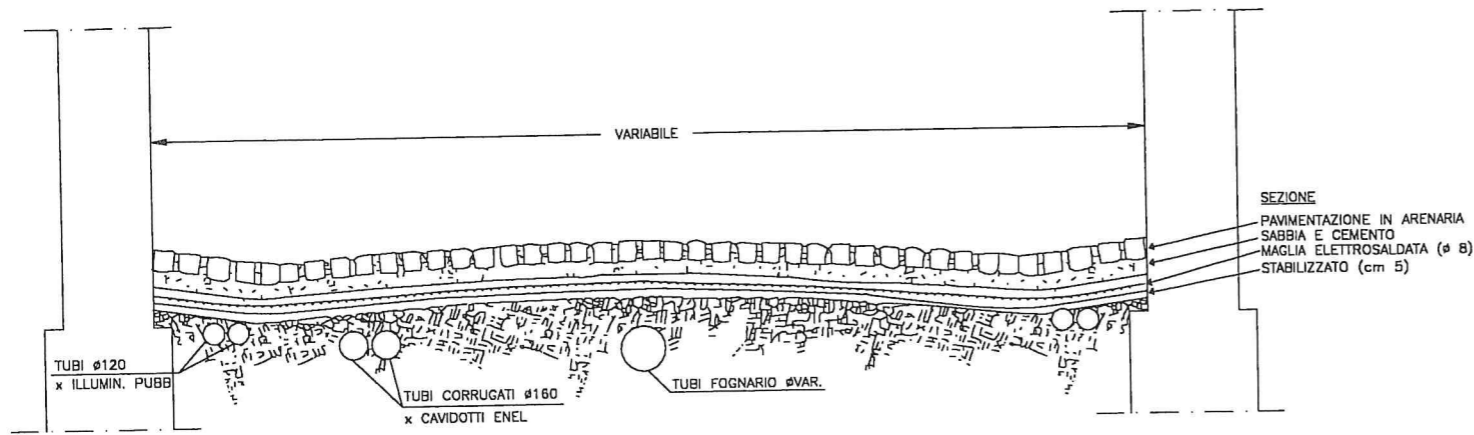 VARIABILE
SEZIONE
PAVIMENTAZIONE IN ARENARIA
SABBIA E CEMENTO
MAGLIA ELETTROSALDATA (ø 8)
STABILIZZATO (cm 5)
TUBI ø120
x ILLUMIN. PUBB
TUBI CORRUGATI ø160
x CAVIDOTTI ENEL
TUBI FOGNARIO øVAR.